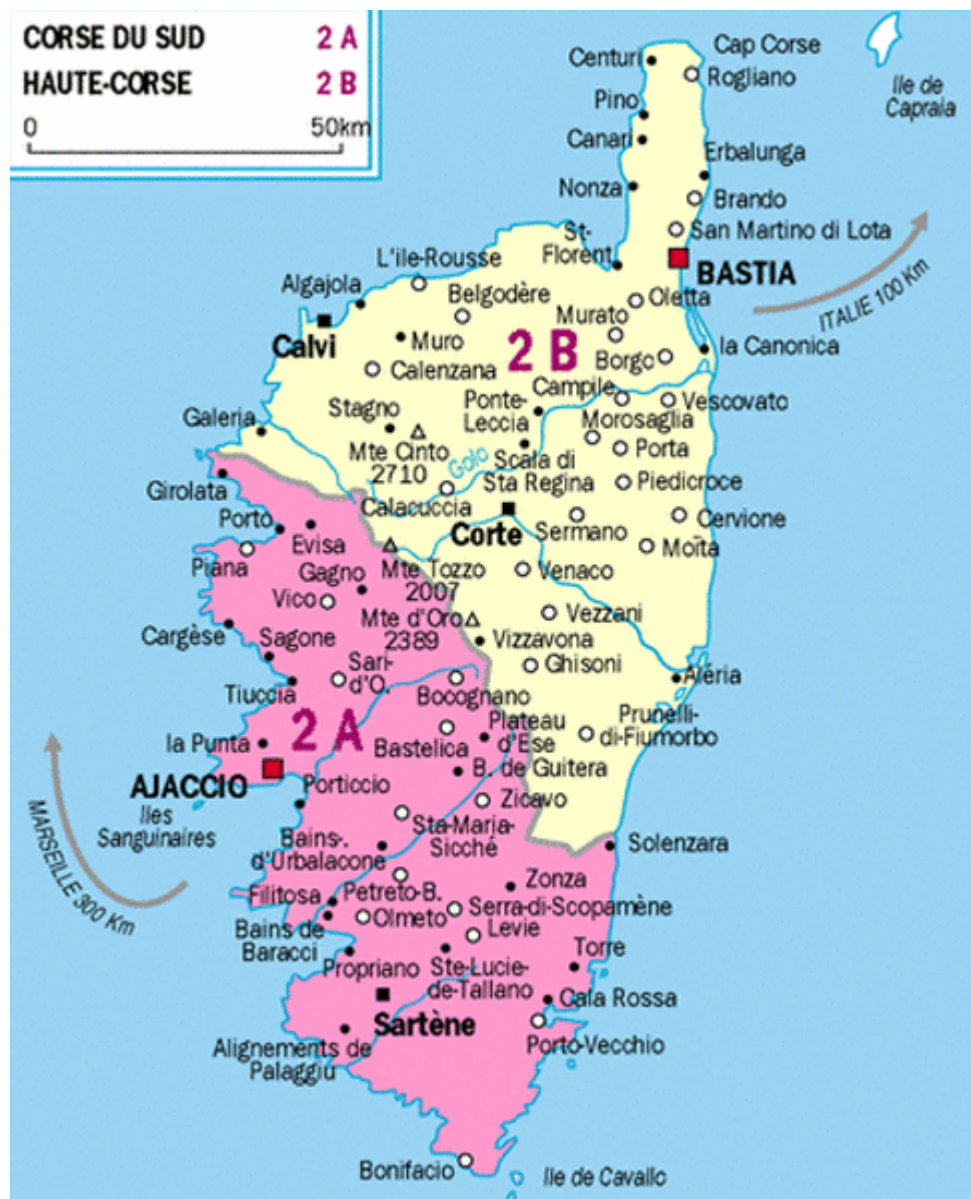 CORSE DU SUD 2 A
HAUTE-CORSE 2 B
0 50km
Centuri
Cap Corse
Rogliano
Ile de
Capraia
Pino
Canari
Erbalunga
Nonza
Brando
San Martino di Lota
St-
Florent
BASTIA
ITALIE 100 Km
L'ile-Rousse
Algajola
Belgodère
Oletta
Murato
Calvi
Muro
2 B
Borgo
la Canonica
Calenzana
Campile
Vescovato
Stagno
Ponte-
Leccia
Morosaglia
Galeria
Mte Cinto
2710
Golo
Scala di
Sta Regina
Porta
Girolata
Calacuccia
Piedicroce
Porto
Evisa
Corte
Sermano
Cervione
Piana
Gagno
Mte Tozzo
2007
Venaco
Moïta
Vico
Mte d'Oro
2389
Vezzani
Cargèse
Sagone
Vizzavona
Sari-
d'O.
Ghisoni
Tiuccia
Bocognano
Aléria
2 A
Plateau
d'Ese
Prunelli-
di-Fiumorbo
la Punta
Bastelica
B. de Guitera
AJACCIO
Porticcio
Zicavo
Iles
Sanguinaires
Sta-Maria-
Sicché
Solenzara
MARSEILLE 300 Km
Bains-.
d'Urbalacone
Zonza
Filitosa
Petreto-B.
Serra-di-Scopamène
Olmeto
Levie
Bains de
Baracci
Torre
Propriano
Ste-Lucie-
de-Tallano
Cala Rossa
Sartène
Porto-Vecchio
Alignements de
Palaggiu
Bonifacio
Ile de Cavallo